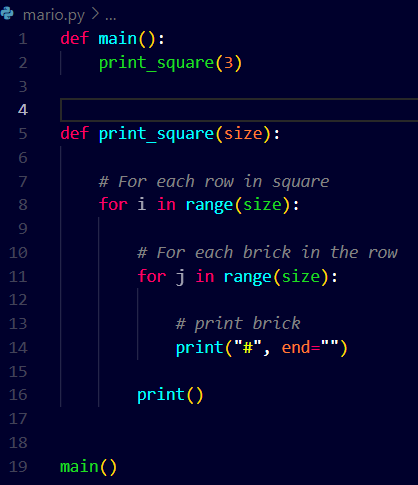 mario.py > ...
1 def main():
2     print_square(3)
3
4
5 def print_square(size):
6
7     # For each row in square
8     for i in range(size):
9
10         # For each brick in the row
11         for j in range(size):
12
13             # print brick
14             print("#", end="")
15
16         print()
17
18
19 main()